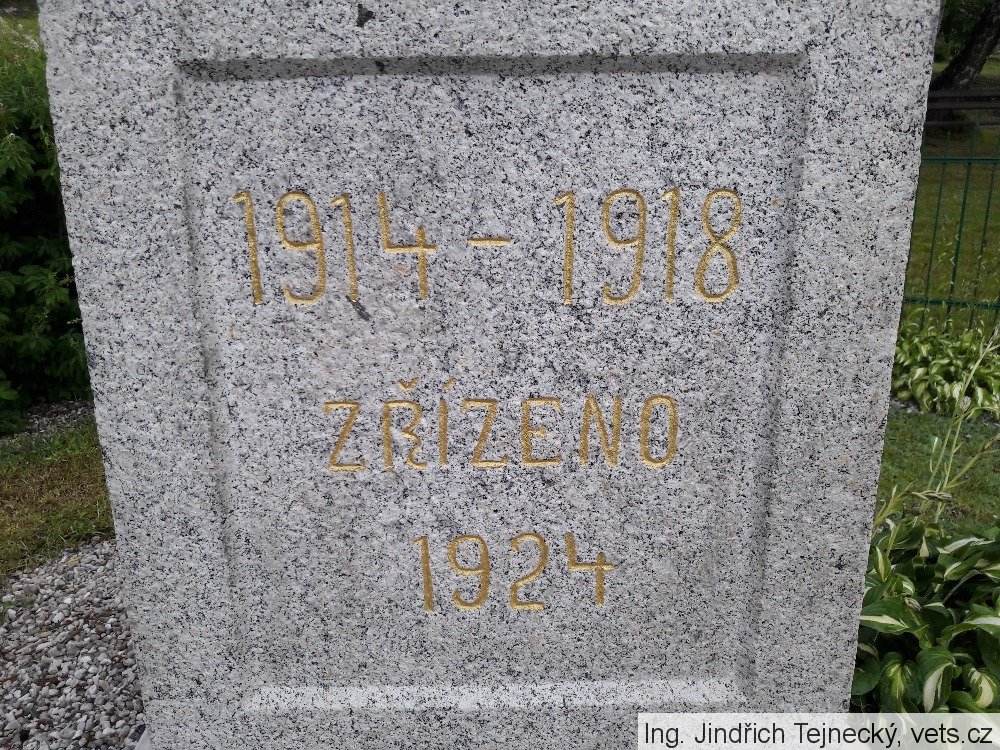 1914 - 1918
ZŘÍZENO
1924
Ing. Jindřich Tejnecký, vets.cz